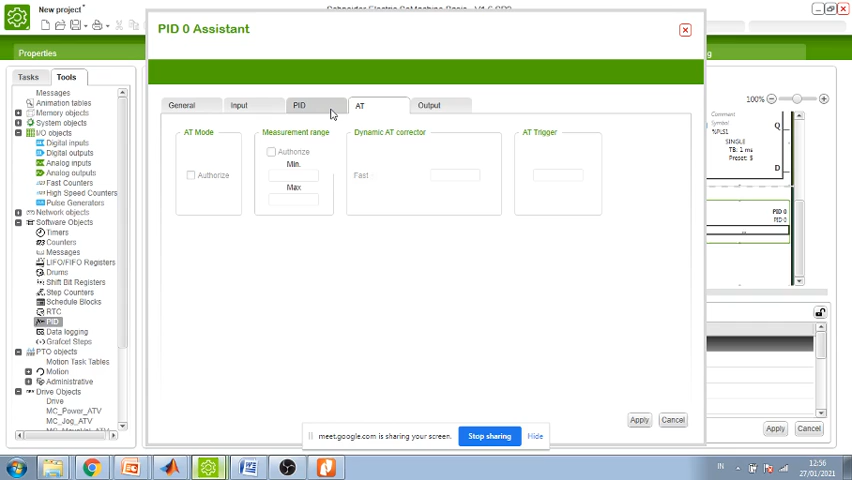 New project*
PID 0 Assistant
Properties
Tasks
Tools
Messages
Animation tables
Memory objects
System objects
I/O objects
Digital inputs
Digital outputs
Analog inputs
Analog outputs
Fast Counters
High Speed Counters
Pulse Generators
Network objects
Software Objects
Timers
Counters
Messages
LIFO/FIFO Registers
Drums
Shift Bit Registers
Step Counters
Schedule Blocks
RTC
PID
Data logging
Grafcet Steps
PTO objects
Motion Task Tables
Motion
Administrative
Drive Objects
Drive
MC_Power_ATV
MC_Jog_ATV
General
Input
PID
AT
Output
AT Mode
Authorize
Measurement range
Authorize
Min.
Max
Dynamic AT corrector
Fast
AT Trigger
Apply
Cancel
100%
Comment
Symbol
%PLS1
SINGLE
TB: 1 ms
Preset: 5
Q
D
PID 0
PID 0
Apply
Cancel
meet.google.com is sharing your screen.
Stop sharing
Hide
IN
12:56
27/01/2021